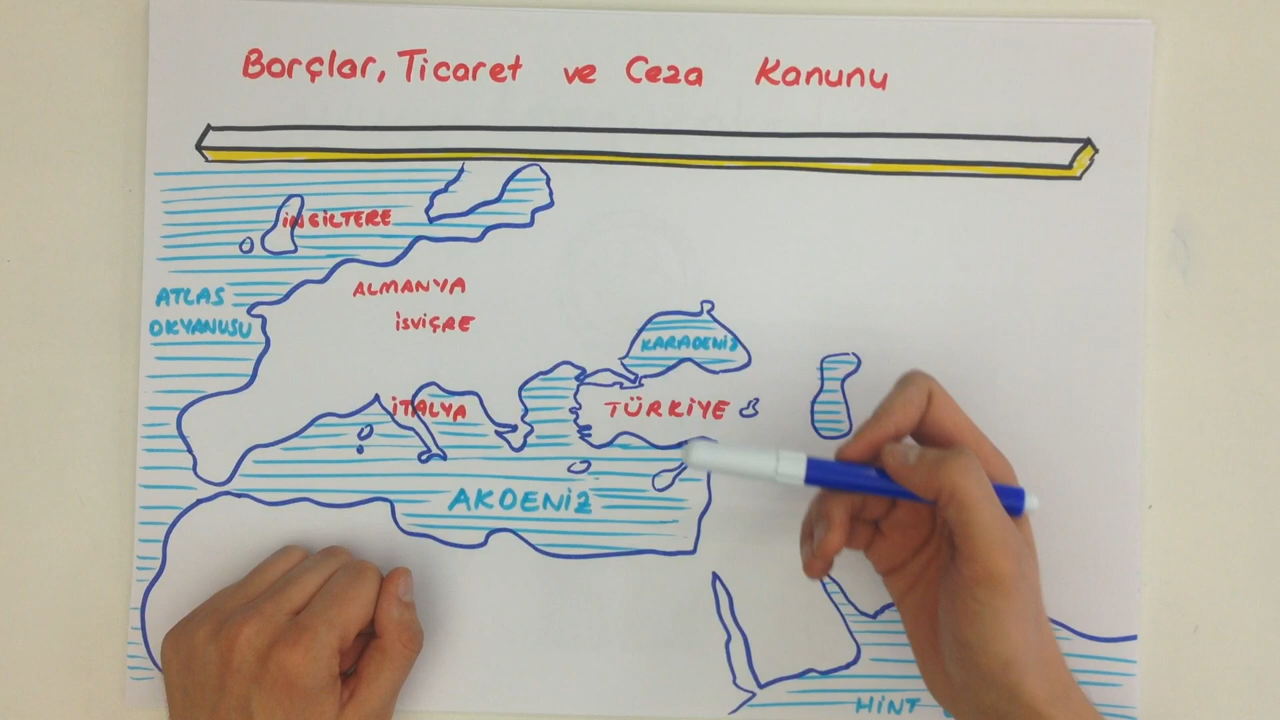 Borçlar, Ticaret ve Ceza Kanunu
İNGİLTERE
ATLAS
OKYANUSU
ALMANYA
İSVİÇRE
KARADENİZ
İTALYA
TÜRKİYE
AKDENİZ
HİNT